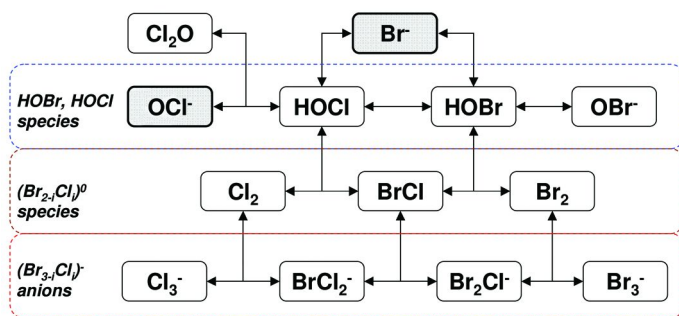 Cl₂O
Br⁻
HOBr, HOCl
species
OCl⁻
HOCl
HOBr
OBr⁻
(Br₂₋ᵢClᵢ)⁰
species
Cl₂
BrCl
Br₂
(Br₃₋ᵢClᵢ)⁻
anions
Cl₃⁻
BrCl₂⁻
Br₂Cl⁻
Br₃⁻